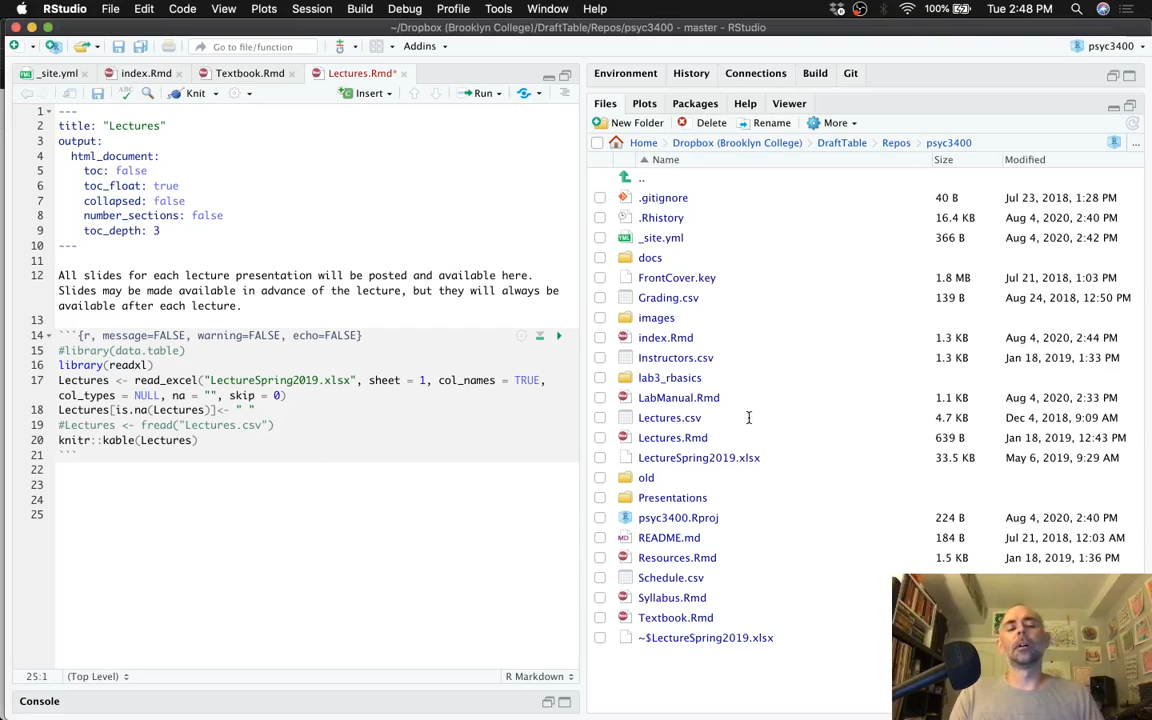 RStudio File Edit Code View Plots Session Build Debug Profile Tools Window Help 100% Tue 2:48 PM
~/Dropbox (Brooklyn College)/DraftTable/Repos/psyc3400 - master - RStudio
Go to file/function Addins psyc3400
_site.yml index.Rmd Textbook.Rmd Lectures.Rmd*
Knit Insert Run
1 ---
2 title: "Lectures"
3 output:
4 html_document:
5 toc: false
6 toc_float: true
7 collapsed: false
8 number_sections: false
9 toc_depth: 3
10 ---
11
12 All slides for each lecture presentation will be posted and available here.
Slides may be made available in advance of the lecture, but they will always be
available after each lecture.
13
14 ```{r, message=FALSE, warning=FALSE, echo=FALSE}
15 #library(data.table)
16 library(readxl)
17 Lectures <- read_excel("LectureSpring2019.xlsx", sheet = 1, col_names = TRUE,
col_types = NULL, na = "", skip = 0)
18 Lectures[is.na(Lectures)]<- " "
19 #Lectures <- fread("Lectures.csv")
20 knitr::kable(Lectures)
21 ```
22
23
24
25
25:1 (Top Level) R Markdown
Console
Environment History Connections Build Git
Files Plots Packages Help Viewer
New Folder Delete Rename More
Home Dropbox (Brooklyn College) DraftTable Repos psyc3400 ...
Name Size Modified
..
.gitignore 40 B Jul 23, 2018, 1:28 PM
.Rhistory 16.4 KB Aug 4, 2020, 2:40 PM
_site.yml 366 B Aug 4, 2020, 2:42 PM
docs
FrontCover.key 1.8 MB Jul 21, 2018, 1:03 PM
Grading.csv 139 B Aug 24, 2018, 12:50 PM
images
index.Rmd 1.3 KB Aug 4, 2020, 2:44 PM
Instructors.csv 1.3 KB Jan 18, 2019, 1:33 PM
lab3_rbasics
LabManual.Rmd 1.1 KB Aug 4, 2020, 2:33 PM
Lectures.csv 4.7 KB Dec 4, 2018, 9:09 AM
Lectures.Rmd 639 B Jan 18, 2019, 12:43 PM
LectureSpring2019.xlsx 33.5 KB May 6, 2019, 9:29 AM
old
Presentations
psyc3400.Rproj 224 B Aug 4, 2020, 2:40 PM
README.md 184 B Jul 21, 2018, 12:03 AM
Resources.Rmd 1.5 KB Jan 18, 2019, 1:36 PM
Schedule.csv
Syllabus.Rmd
Textbook.Rmd
~$LectureSpring2019.xlsx